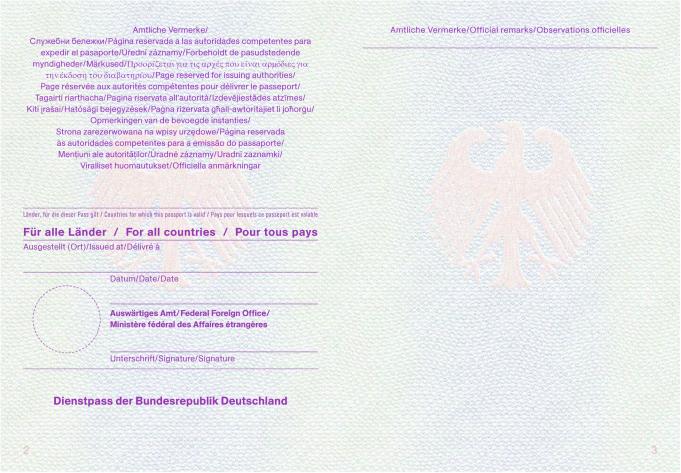 Amtliche Vermerke/
Служебни бележки/Página reservada a las autoridades competentes para
expedir el pasaporte/Úřední záznamy/Forbeholdt de pasudstedende
myndigheder/Märkused/Προορίζεται για τις αρχές που είναι αρμόδιες για
την έκδοση του διαβατηρίου/Page reserved for issuing authorities/
Page réservée aux autorités compétentes pour délivrer le passeport/
Tagairtí riarthacha/Pagina riservata all'autorità/Izdevējiestādes atzīmes/
Kiti įrašai/Hatósági bejegyzések/Paġna riżervata għall-awtoritajiet li joħorġu/
Opmerkingen van de bevoegde instanties/
Strona zarezerwowana na wpisy urzędowe/Página reservada
às autoridades competentes para a emissão do passaporte/
Mențiuni ale autorităților/Úradné záznamy/Uradni zaznamki/
Viralliset huomautukset/Officiella anmärkningar
Länder, für die dieser Pass gilt / Countries for which this passport is valid / Pays pour lesquels ce passeport est valable
Für alle Länder / For all countries / Pour tous pays
Ausgestellt (Ort)/Issued at/Délivré à
Datum/Date/Date
Auswärtiges Amt/Federal Foreign Office/
Ministère fédéral des Affaires étrangères
Unterschrift/Signature/Signature
Dienstpass der Bundesrepublik Deutschland
2
Amtliche Vermerke/Official remarks/Observations officielles
3